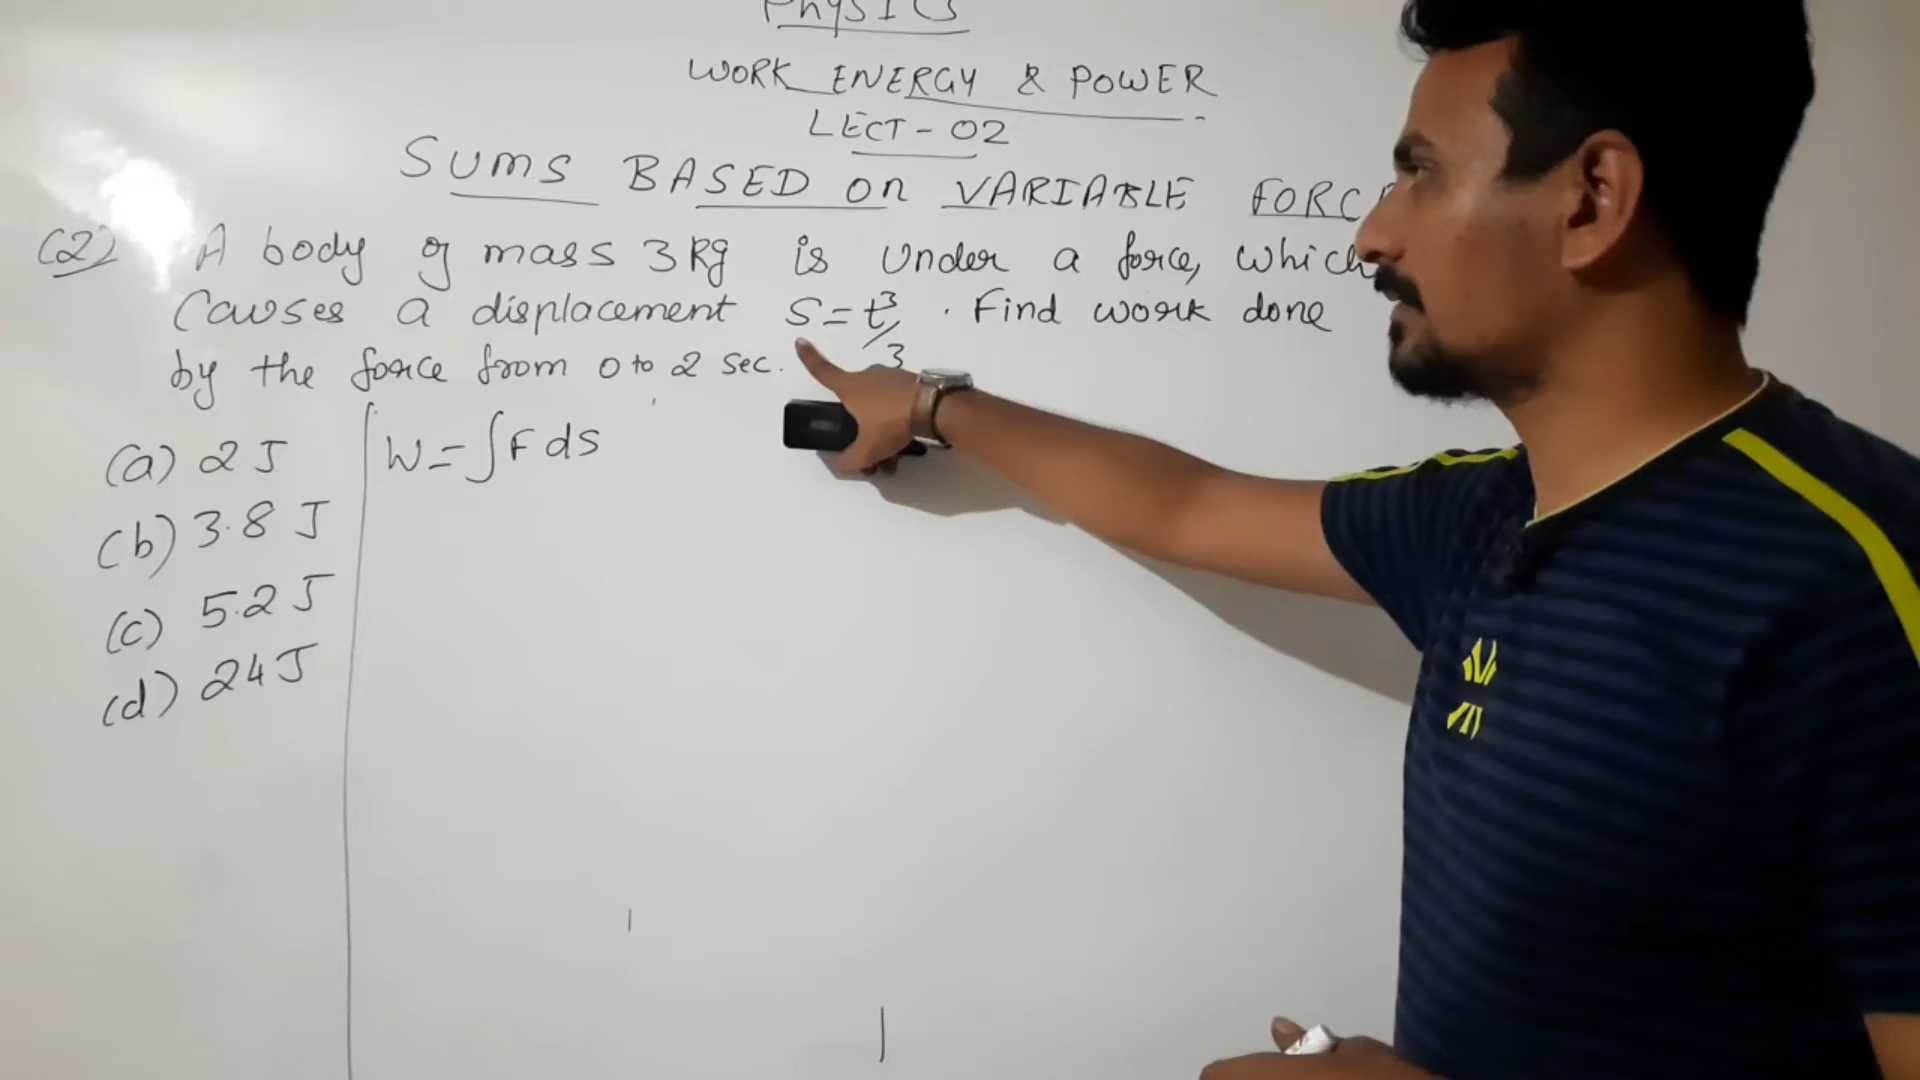 PhysICs
WORK ENERGY & POWER
LECT-02
SUMS BASED On VARIABLE FORC
(2) A body of mass 3 kg is Under a force, which
Causes a displacement S = t³/3 . Find work done
by the force from 0 to 2 sec.
(a) 2 J
(b) 3.8 J
(c) 5.2 J
(d) 24 J
W = ∫F ds